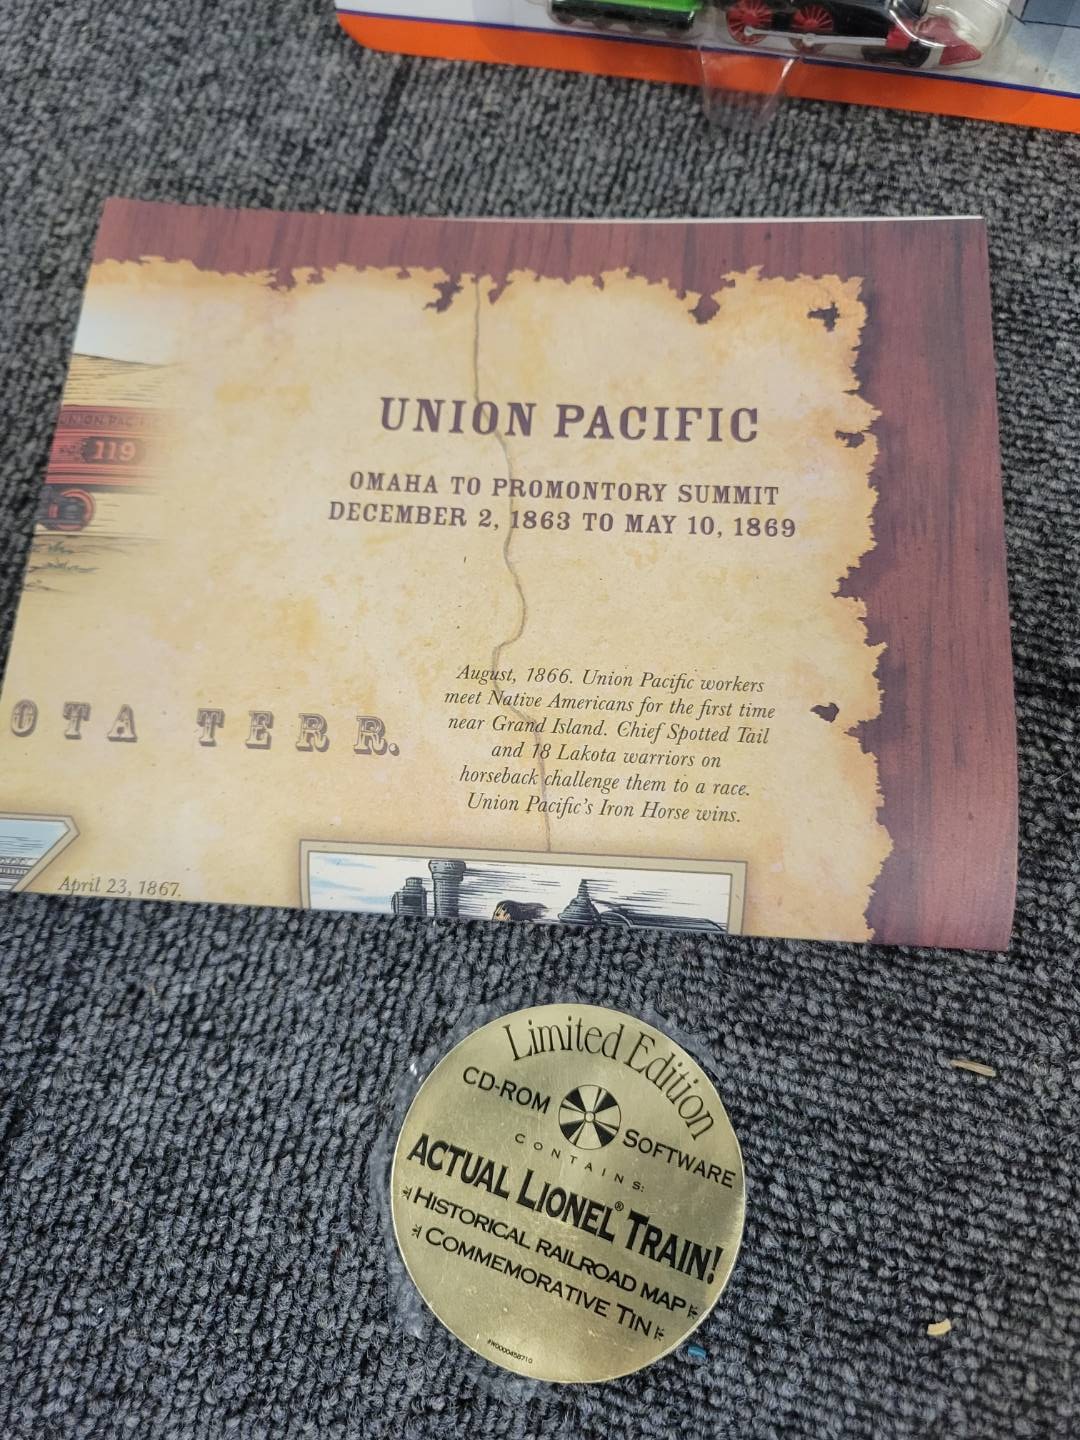 UNION PACIFIC
119
UNION PACIFIC
OMAHA TO PROMONTORY SUMMIT
DECEMBER 2, 1863 TO MAY 10, 1869
August, 1866. Union Pacific workers
meet Native Americans for the first time
near Grand Island. Chief Spotted Tail
and 18 Lakota warriors on
horseback challenge them to a race.
Union Pacific's Iron Horse wins.
OTA TERR.
April 23, 1867.
Limited Edition
CD-ROM SOFTWARE
CONTAINS:
ACTUAL LIONEL® TRAIN!
HISTORICAL RAILROAD MAP
COMMEMORATIVE TIN